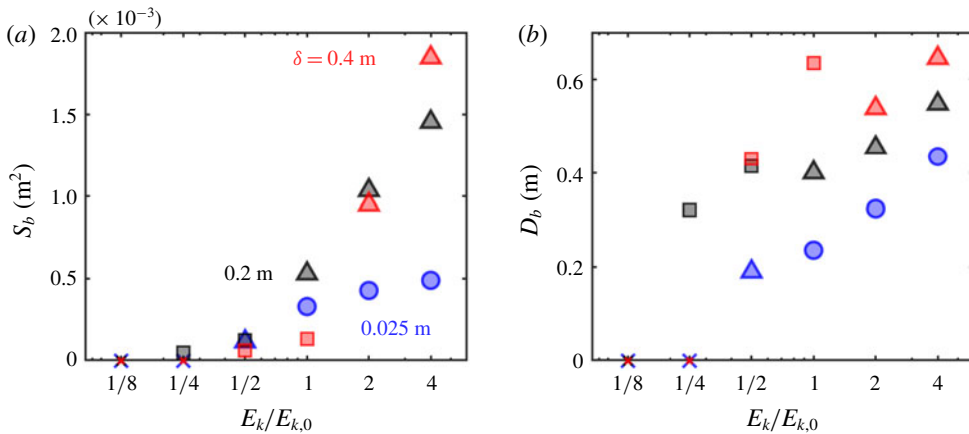 (a)
(× 10⁻³)
2.0
1.5
1.0
0.5
0
S_b (m²)
δ = 0.4 m
0.2 m
0.025 m
1/8 1/4 1/2 1 2 4
E_k/E_{k,0}
(b)
0.6
0.4
0.2
0
D_b (m)
1/8 1/4 1/2 1 2 4
E_k/E_{k,0}